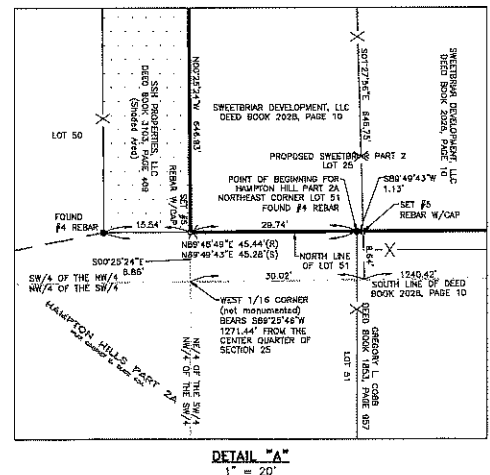 SSH PROPERTIES, LLC
DEED BOOK 3103, PAGE 409
(Shaded Area)
LOT 50
SET #5
REBAR W/CAP
N00°25'24"W 646.93'
SWEETBRIAR DEVELOPMENT, LLC
DEED BOOK 2028, PAGE 10
S01°27'56"E 646.78'
SWEETBRIAR DEVELOPMENT, LLC
DEED BOOK 2028, PAGE 10
PROPOSED SWEETBRIAR PART 2
LOT 25
POINT OF BEGINNING FOR
HAMPTON HILL PART 2A
NORTHEAST CORNER LOT 51
FOUND #4 REBAR
S89°49'43"W
1.13'
SET #5
REBAR W/CAP
FOUND
#4 REBAR
15.54'
29.74'
8.64'
N89°45'49"E 45.44'(R)
N89°49'43"E 45.28'(S)
NORTH LINE
OF LOT 51
S00°25'24"E
8.86'
30.02'
1240.42'
SOUTH LINE OF DEED
BOOK 2028, PAGE 10
SW/4 OF THE NW/4
NW/4 OF THE SW/4
WEST 1/16 CORNER
(not monumented)
BEARS S89°25'46"W
1271.44' FROM THE
CENTER QUARTER OF
SECTION 25
HAMPTON HILLS PART 2A
NE/4 OF THE SW/4
NW/4 OF THE SW/4
GREGORY L. COBB
DEED BOOK 1853, PAGE 957
LOT 51
DETAIL "A"
1" = 20'